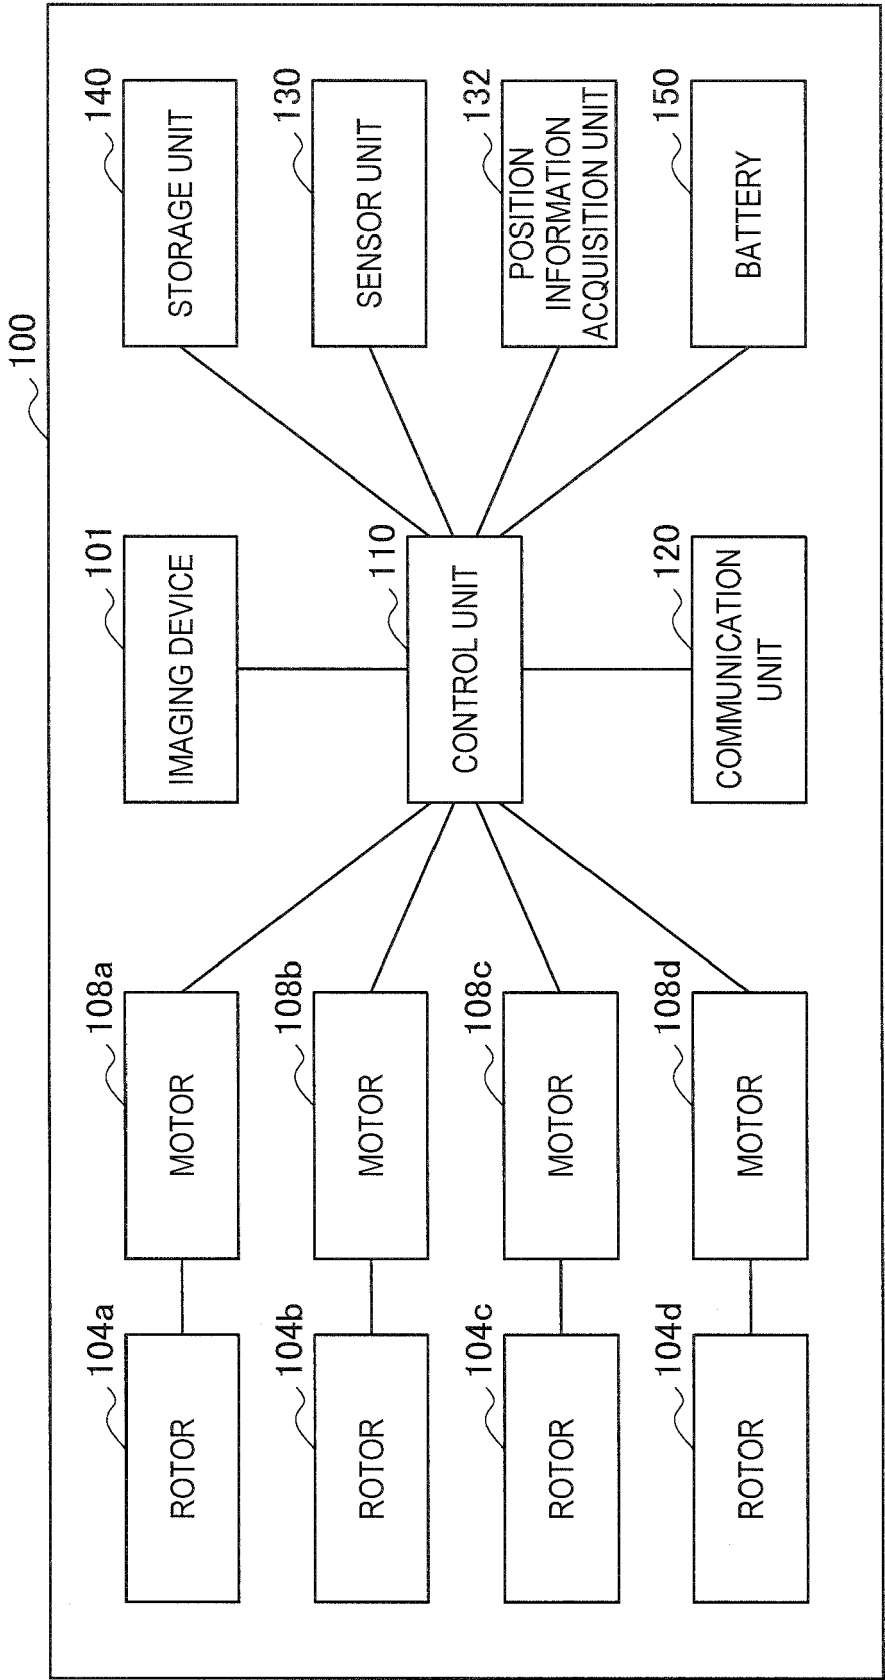 100
104a
ROTOR
108a
MOTOR
101
IMAGING DEVICE
140
STORAGE UNIT
104b
ROTOR
108b
MOTOR
130
SENSOR UNIT
110
CONTROL UNIT
104c
ROTOR
108c
MOTOR
132
POSITION
INFORMATION
ACQUISITION UNIT
104d
ROTOR
108d
MOTOR
120
COMMUNICATION
UNIT
150
BATTERY